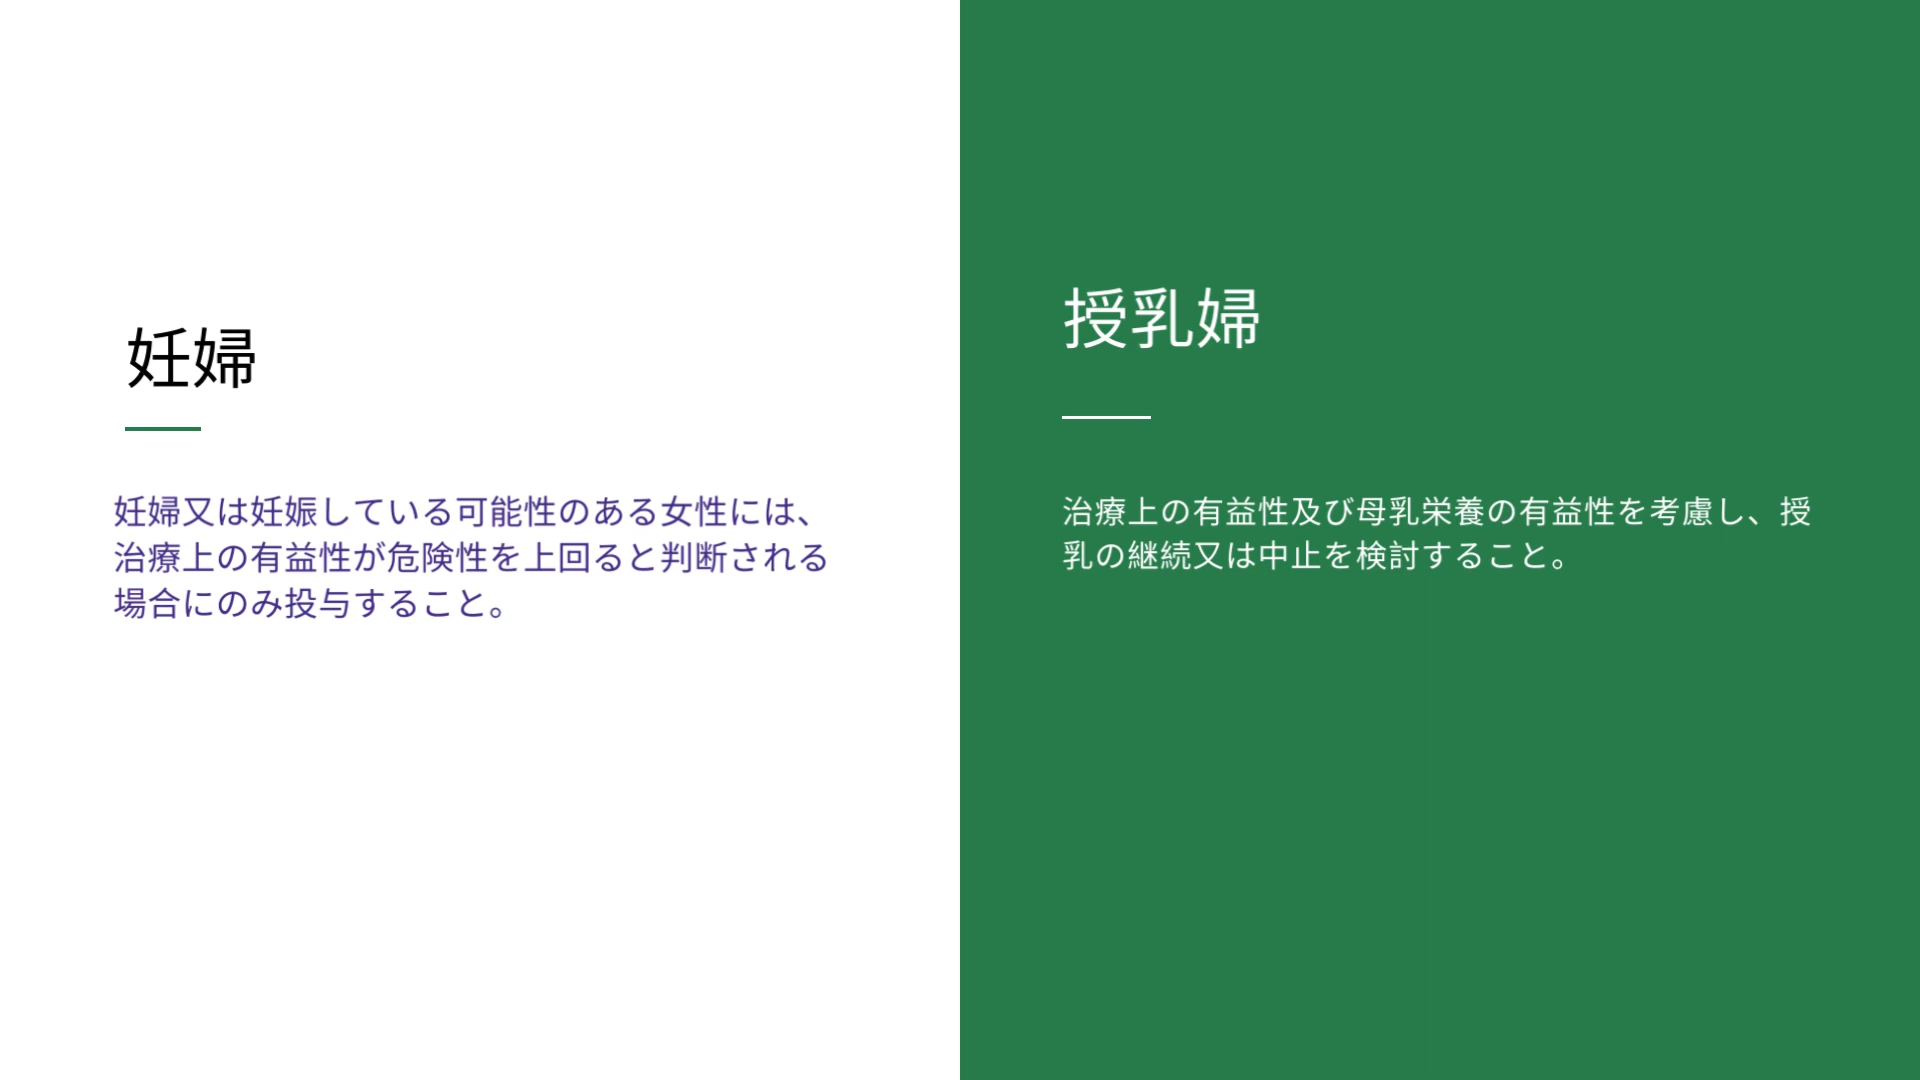 妊婦
妊婦又は妊娠している可能性のある女性には、
治療上の有益性が危険性を上回ると判断される
場合にのみ投与すること。
授乳婦
治療上の有益性及び母乳栄養の有益性を考慮し、授
乳の継続又は中止を検討すること。